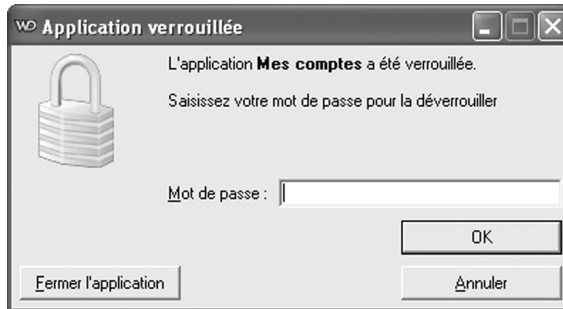 WD Application verrouillée
L'application Mes comptes a été verrouillée.
Saisissez votre mot de passe pour la déverrouiller
Mot de passe :
OK
Fermer l'application
Annuler